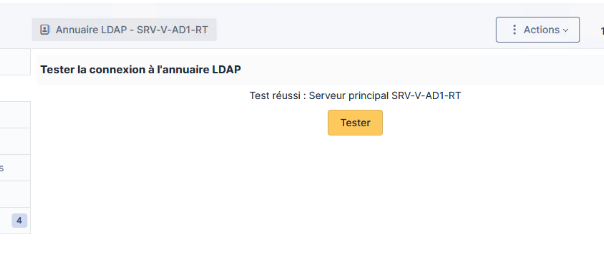 Annuaire LDAP - SRV-V-AD1-RT
Actions
1
Tester la connexion à l'annuaire LDAP
Test réussi : Serveur principal SRV-V-AD1-RT
Tester
s
4